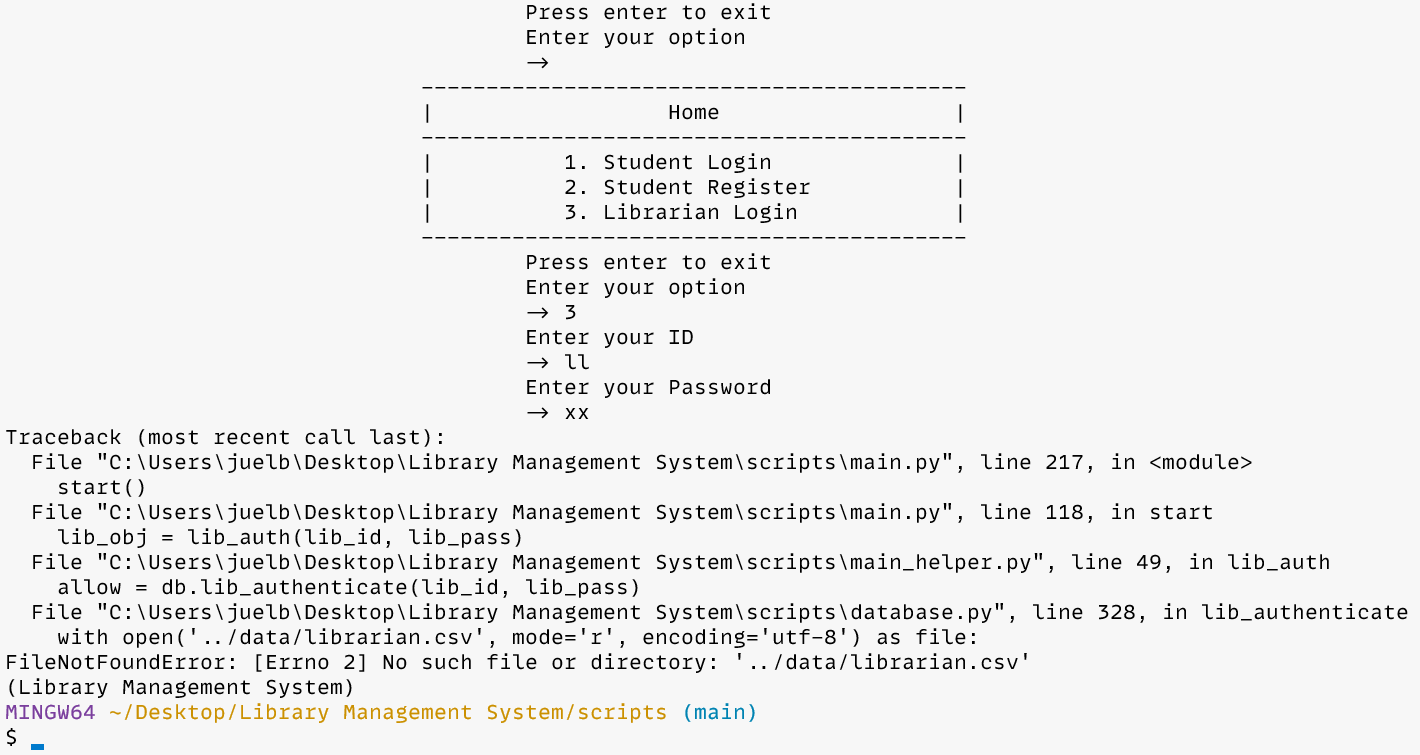 Press enter to exit
Enter your option
→
------------------------------------------
| Home |
------------------------------------------
| 1. Student Login |
| 2. Student Register |
| 3. Librarian Login |
------------------------------------------
Press enter to exit
Enter your option
→ 3
Enter your ID
→ ll
Enter your Password
→ xx
Traceback (most recent call last):
  File "C:\Users\juelb\Desktop\Library Management System\scripts\main.py", line 217, in <module>
    start()
  File "C:\Users\juelb\Desktop\Library Management System\scripts\main.py", line 118, in start
    lib_obj = lib_auth(lib_id, lib_pass)
  File "C:\Users\juelb\Desktop\Library Management System\scripts\main_helper.py", line 49, in lib_auth
    allow = db.lib_authenticate(lib_id, lib_pass)
  File "C:\Users\juelb\Desktop\Library Management System\scripts\database.py", line 328, in lib_authenticate
    with open('../data/librarian.csv', mode='r', encoding='utf-8') as file:
FileNotFoundError: [Errno 2] No such file or directory: '../data/librarian.csv'
(Library Management System)
MINGW64 ~/Desktop/Library Management System/scripts (main)
$